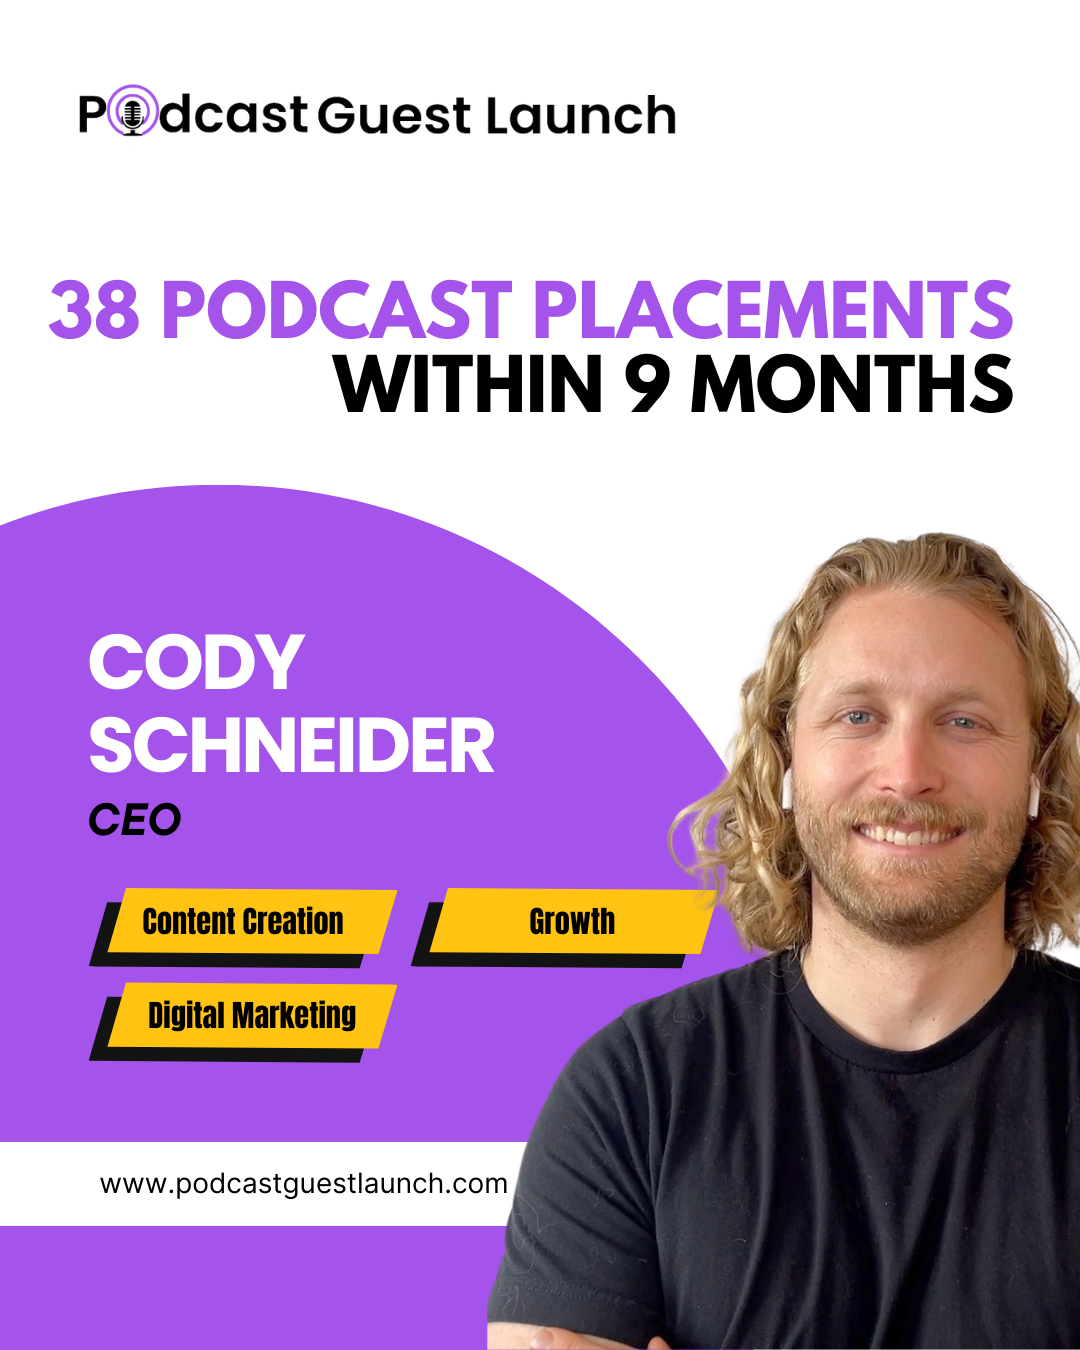 Podcast Guest Launch
38 PODCAST PLACEMENTS
WITHIN 9 MONTHS
CODY
SCHNEIDER
CEO
Content Creation
Growth
Digital Marketing
www.podcastguestlaunch.com